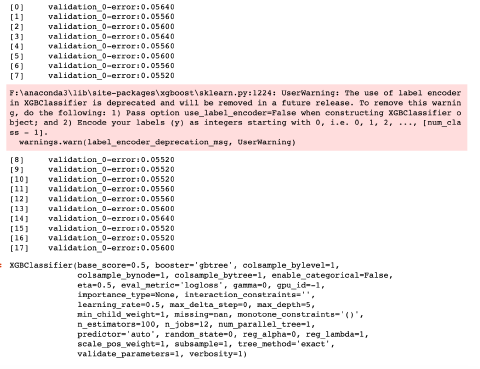 [0] validation_0-error:0.05640
[1] validation_0-error:0.05560
[2] validation_0-error:0.05600
[3] validation_0-error:0.05640
[4] validation_0-error:0.05560
[5] validation_0-error:0.05600
[6] validation_0-error:0.05560
[7] validation_0-error:0.05520
F:\anaconda3\lib\site-packages\xgboost\sklearn.py:1224: UserWarning: The use of label encoder
in XGBClassifier is deprecated and will be removed in a future release. To remove this warnin
g, do the following: 1) Pass option use_label_encoder=False when constructing XGBClassifier o
bject; and 2) Encode your labels (y) as integers starting with 0, i.e. 0, 1, 2, ..., [num_cla
ss - 1].
warnings.warn(label_encoder_deprecation_msg, UserWarning)
[8] validation_0-error:0.05520
[9] validation_0-error:0.05520
[10] validation_0-error:0.05520
[11] validation_0-error:0.05560
[12] validation_0-error:0.05560
[13] validation_0-error:0.05600
[14] validation_0-error:0.05640
[15] validation_0-error:0.05520
[16] validation_0-error:0.05520
[17] validation_0-error:0.05600
XGBClassifier(base_score=0.5, booster='gbtree', colsample_bylevel=1,
colsample_bynode=1, colsample_bytree=1, enable_categorical=False,
eta=0.5, eval_metric='logloss', gamma=0, gpu_id=-1,
importance_type=None, interaction_constraints='',
learning_rate=0.5, max_delta_step=0, max_depth=5,
min_child_weight=1, missing=nan, monotone_constraints='()',
n_estimators=100, n_jobs=12, num_parallel_tree=1,
predictor='auto', random_state=0, reg_alpha=0, reg_lambda=1,
scale_pos_weight=1, subsample=1, tree_method='exact',
validate_parameters=1, verbosity=1)